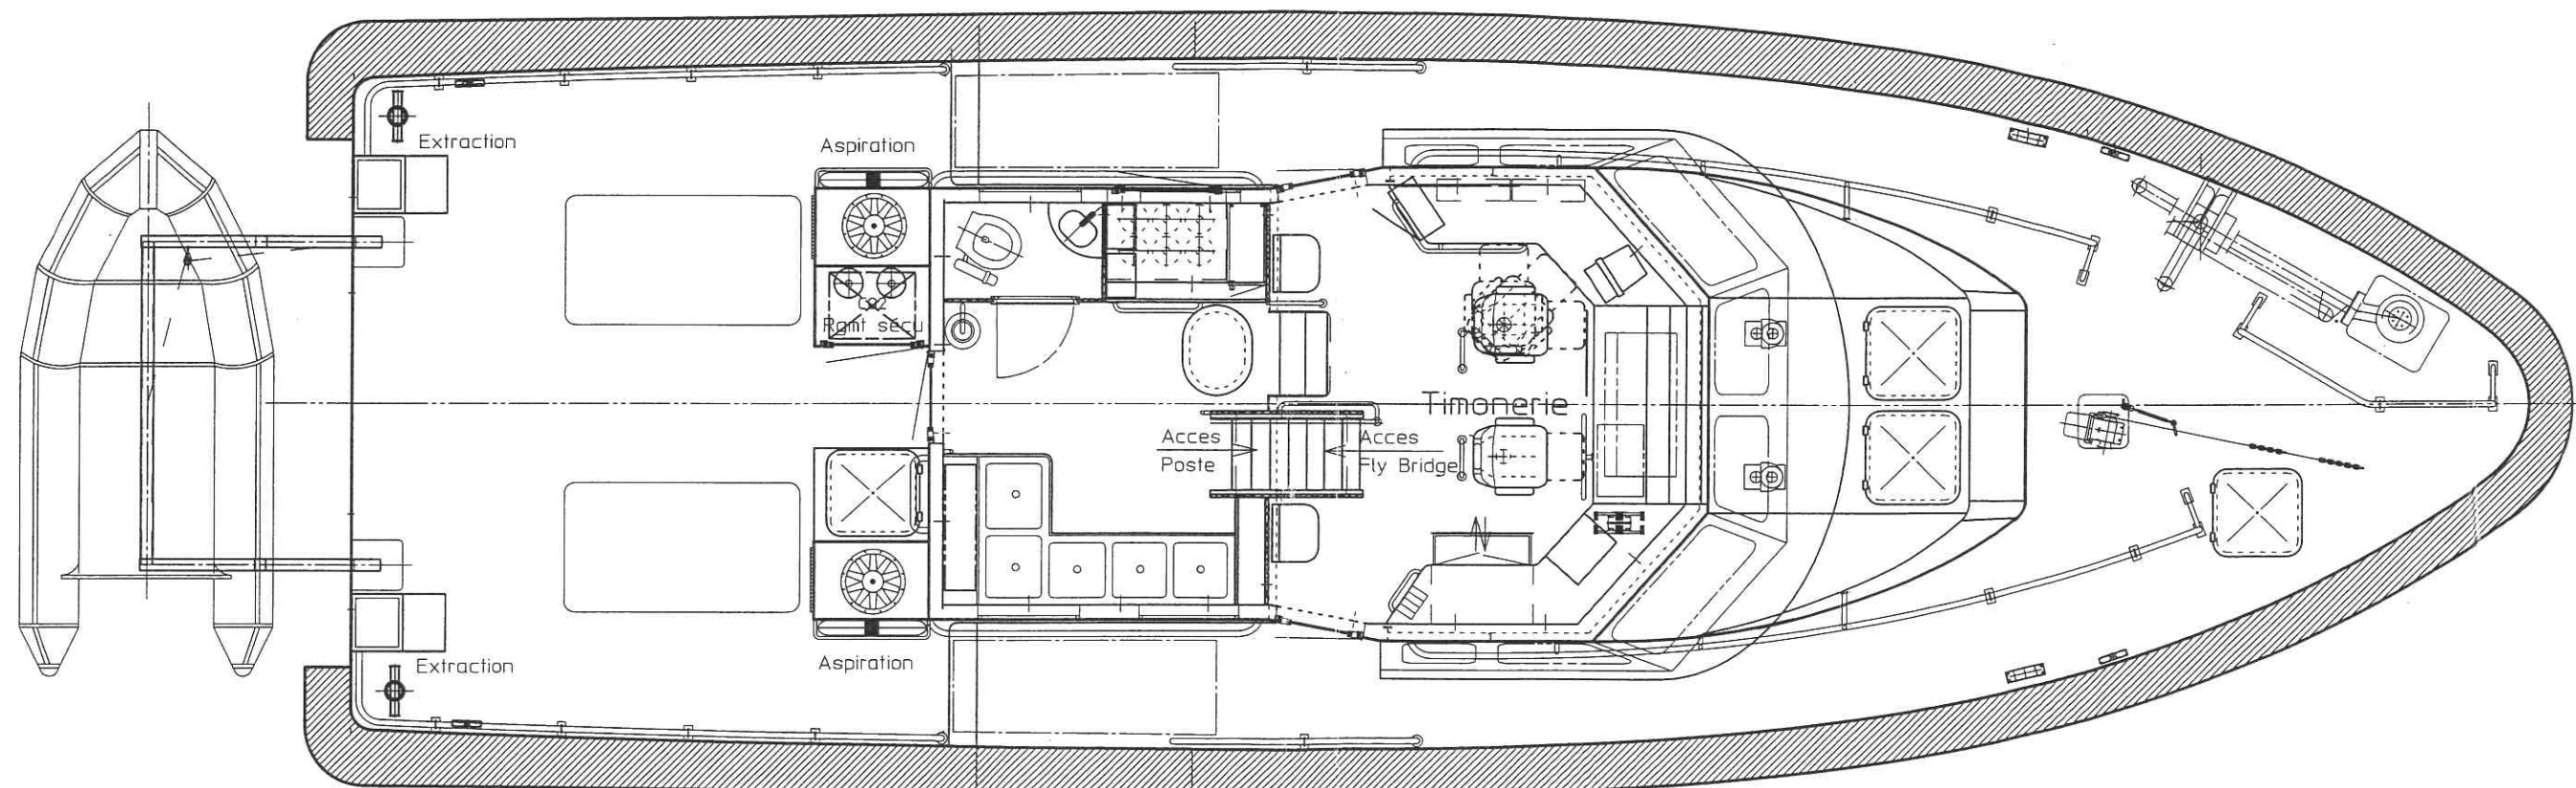 Extraction
Aspiration
CO2
Rgmt sécu
Timonerie
Acces
Poste
Acces
Fly Bridge
Extraction
Aspiration